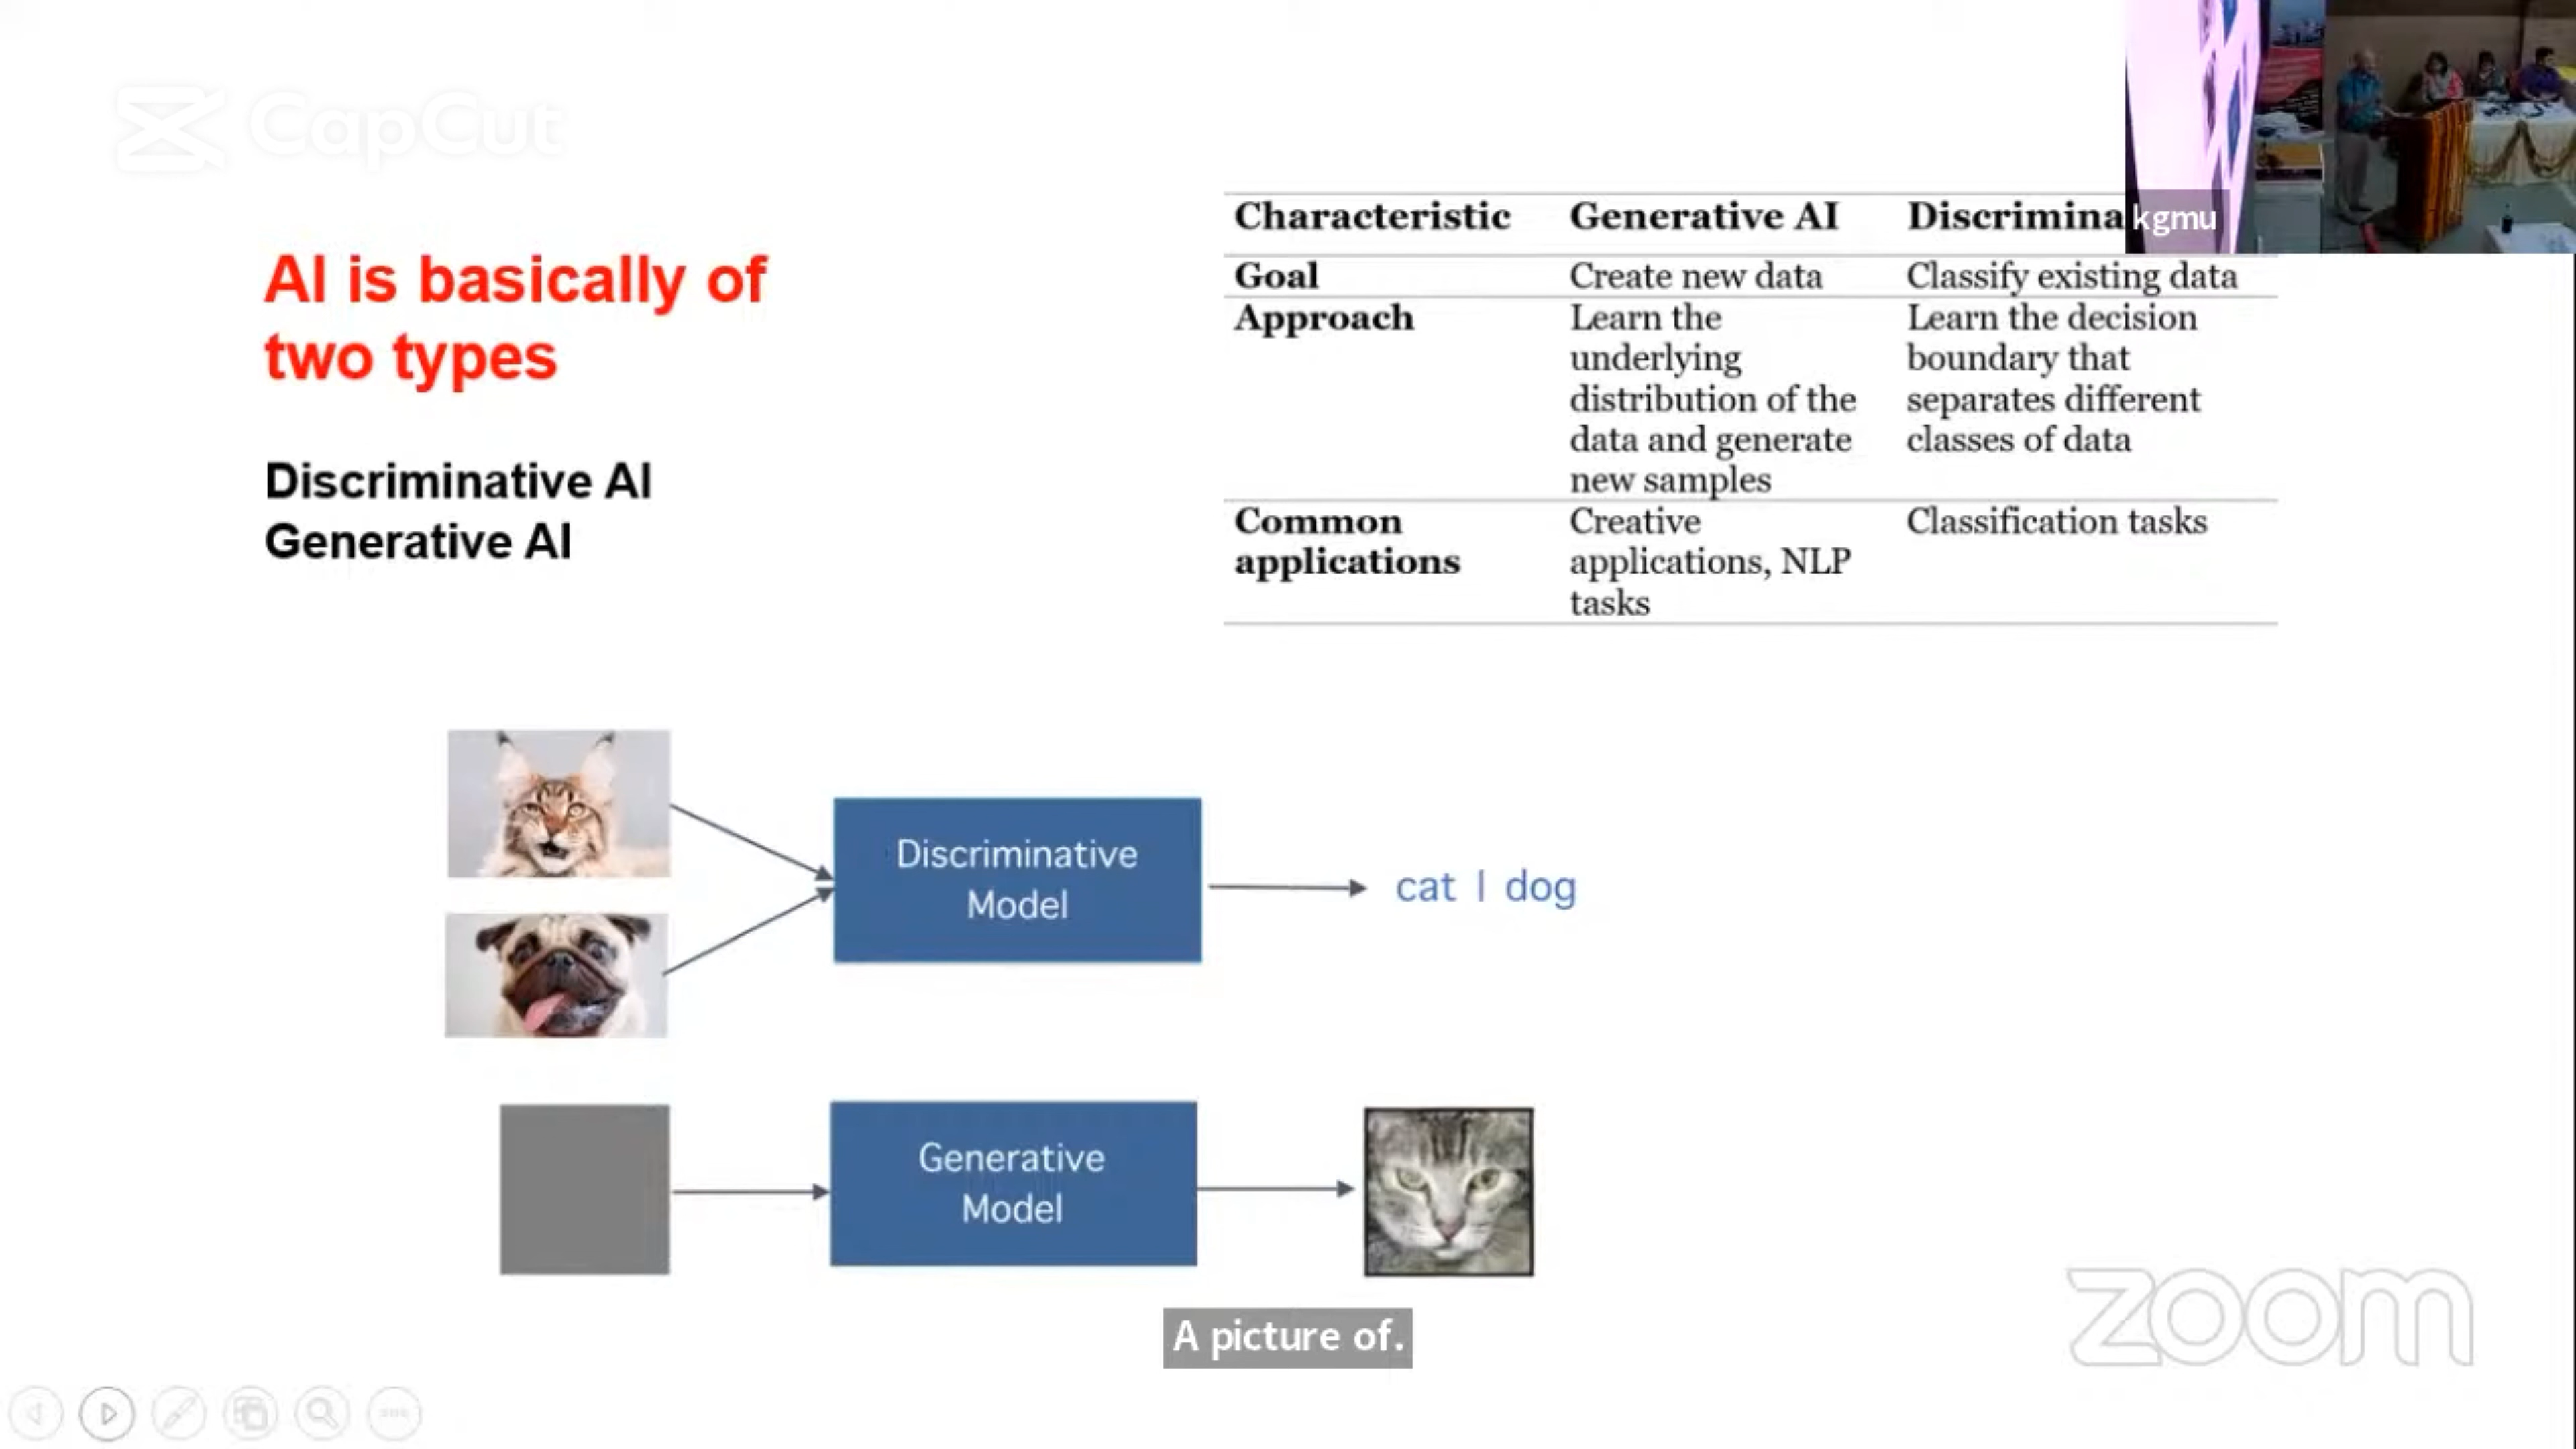 CapCut
AI is basically of
two types
Discriminative AI
Generative AI
Characteristic Generative AI Discrimina
Goal Create new data Classify existing data
Approach Learn the Learn the decision
underlying boundary that
distribution of the separates different
data and generate classes of data
new samples
Common Creative Classification tasks
applications applications, NLP
tasks
kgmu
Discriminative
Model
cat | dog
Generative
Model
A picture of.
zoom